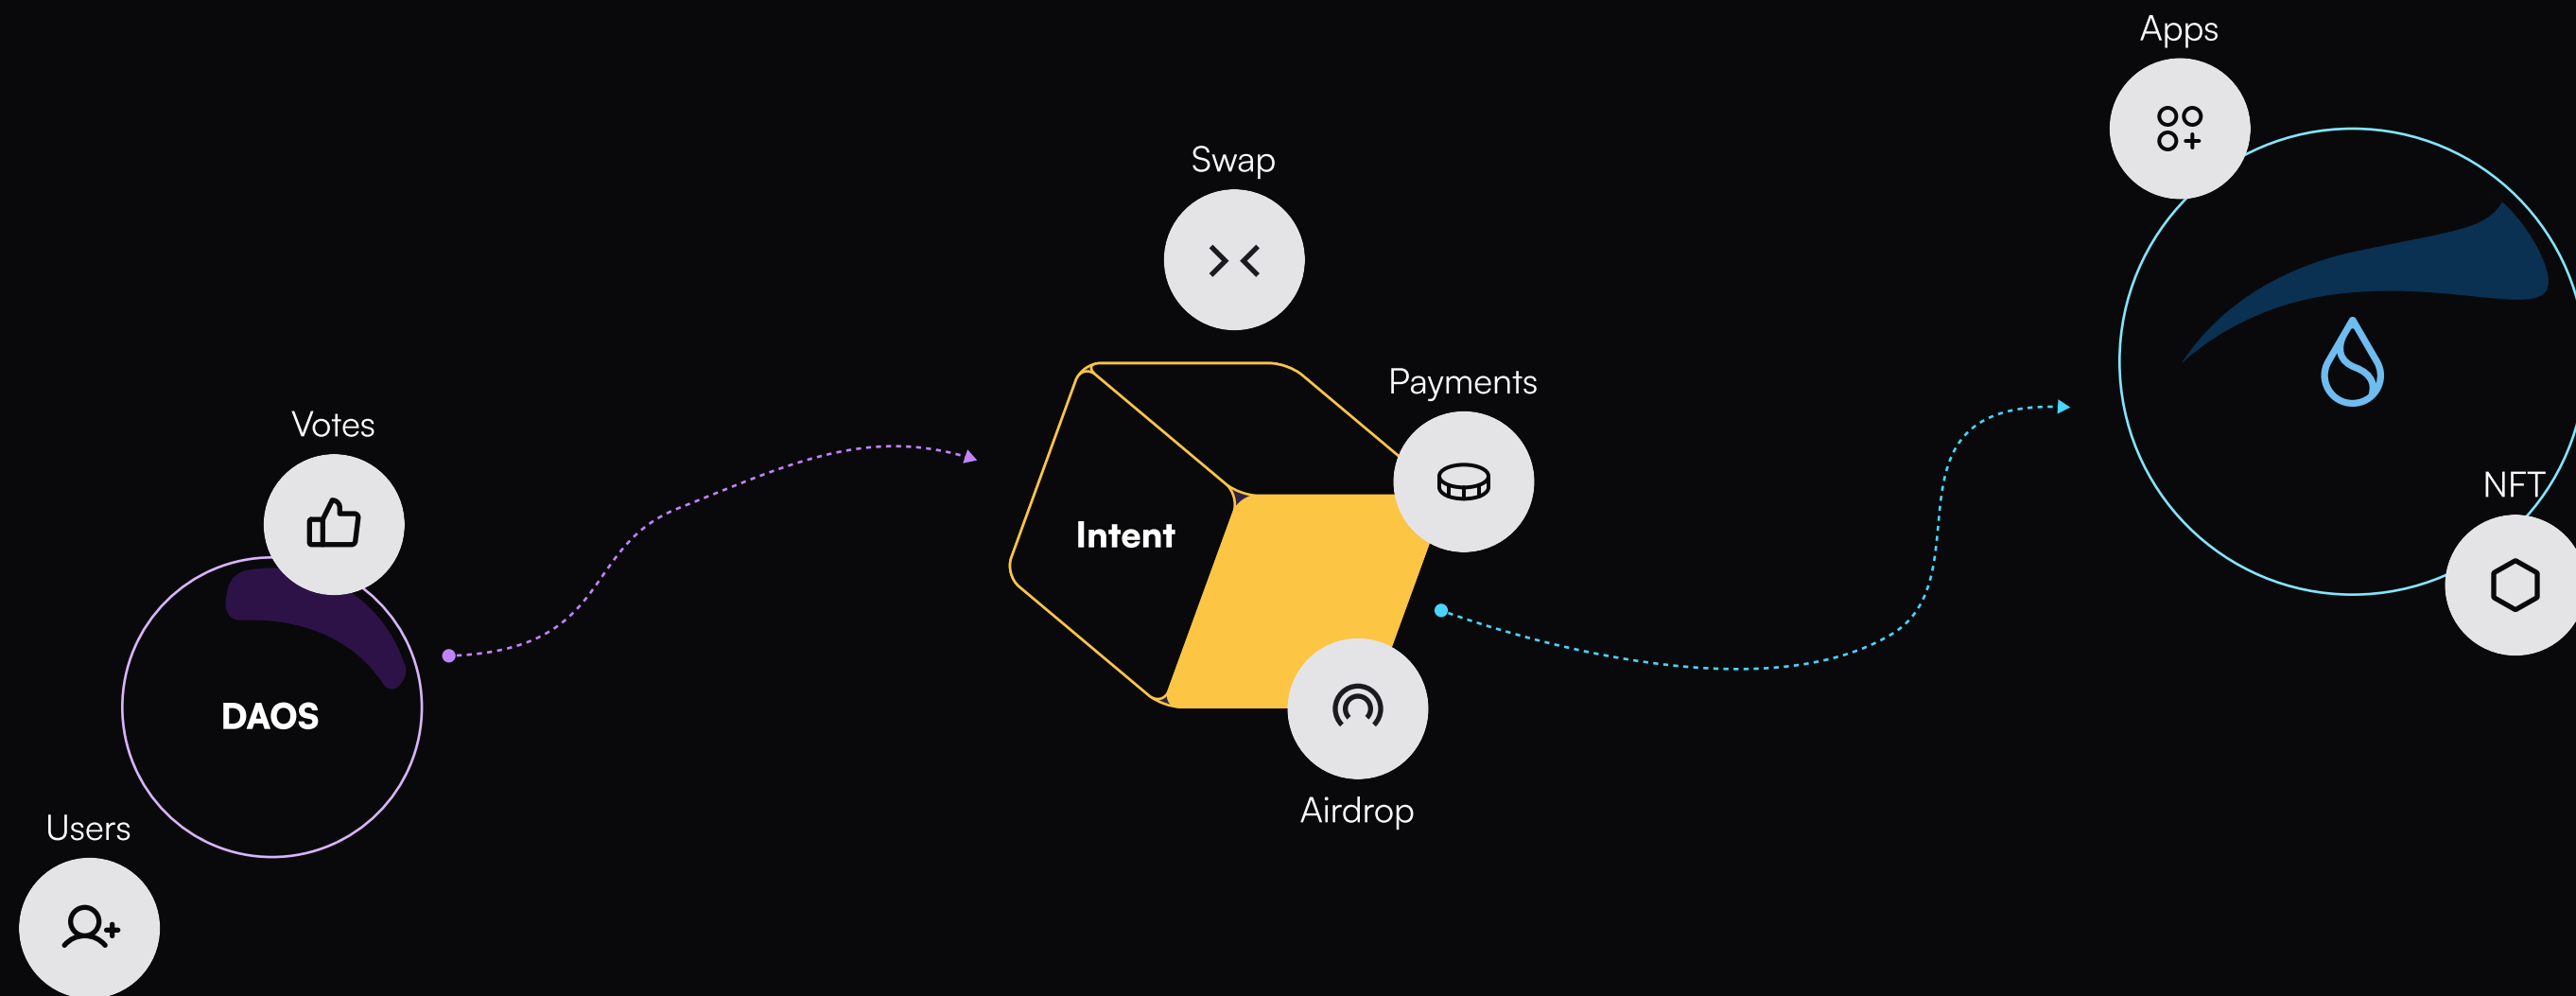 Apps
Swap
Payments
Votes
NFT
Intent
DAOS
Airdrop
Users